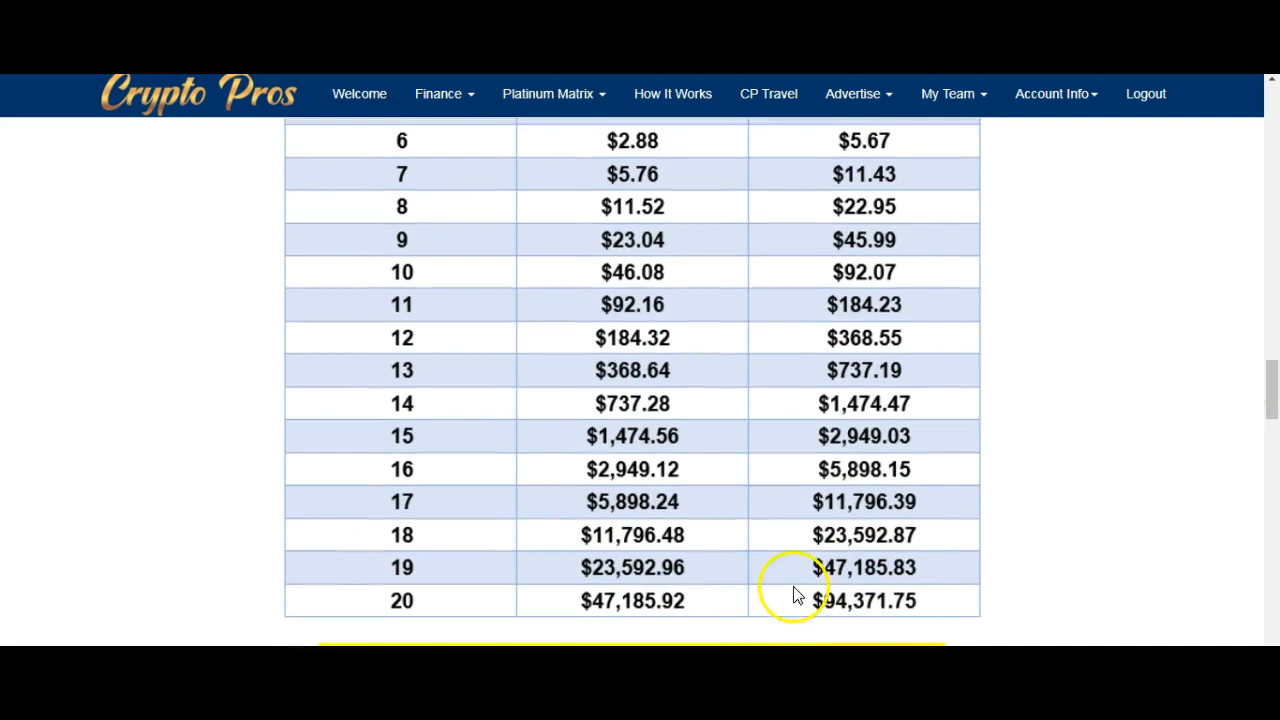 Crypto Pros Welcome Finance Platinum Matrix How It Works CP Travel Advertise My Team Account Info Logout
6 $2.88 $5.67
7 $5.76 $11.43
8 $11.52 $22.95
9 $23.04 $45.99
10 $46.08 $92.07
11 $92.16 $184.23
12 $184.32 $368.55
13 $368.64 $737.19
14 $737.28 $1,474.47
15 $1,474.56 $2,949.03
16 $2,949.12 $5,898.15
17 $5,898.24 $11,796.39
18 $11,796.48 $23,592.87
19 $23,592.96 $47,185.83
20 $47,185.92 $94,371.75